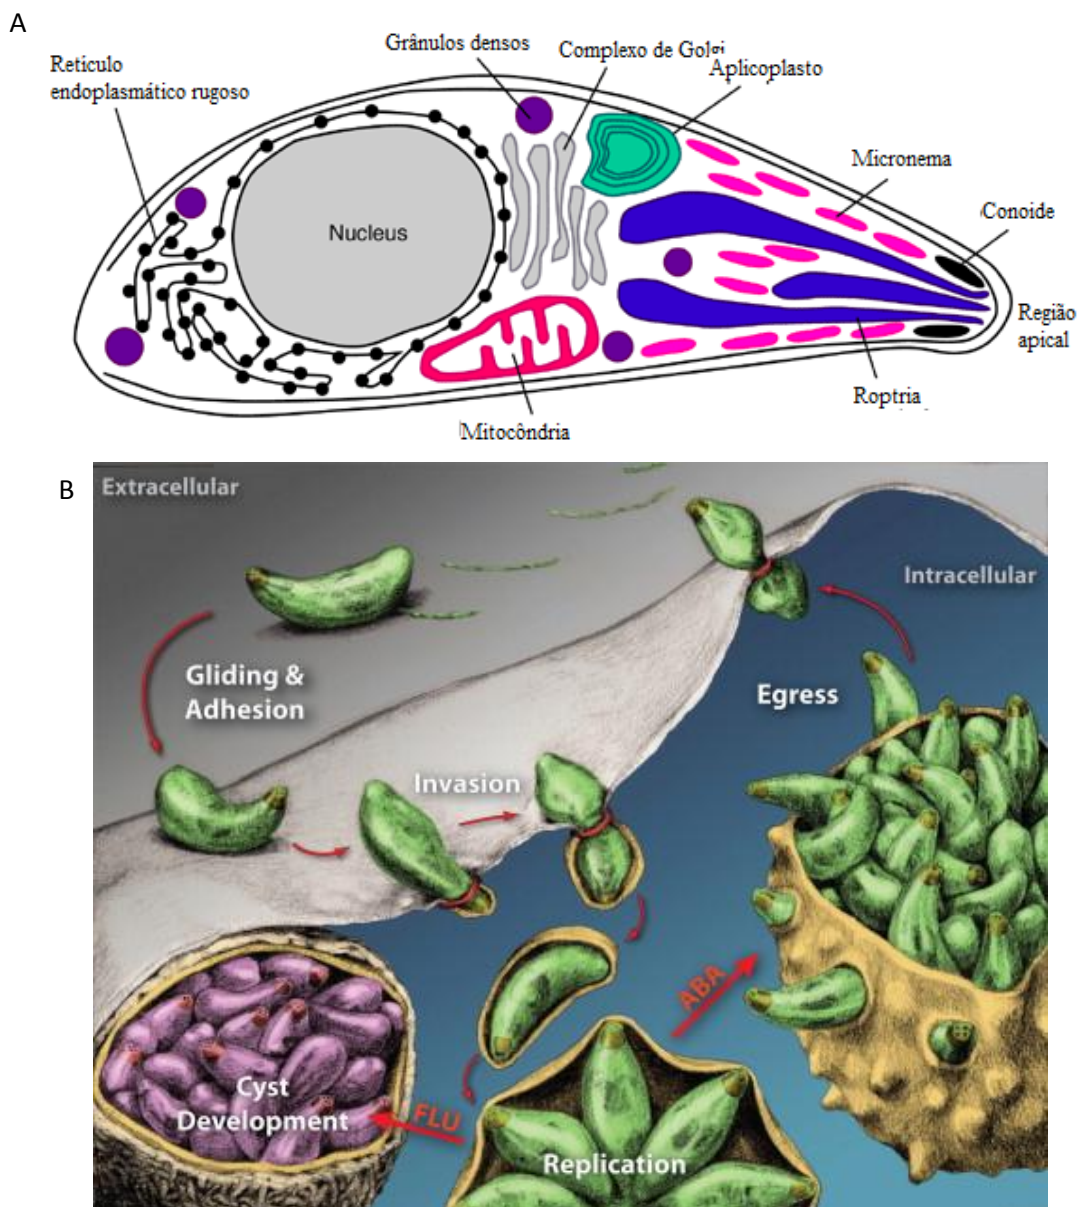 A
Grânulos densos
Complexo de Golgi
Aplicoplasto
Reticulo
endoplasmático rugoso
Micronema
Conoide
Nucleus
Região
apical
Roptria
Mitocôndria
B
Extracellular
Intracellular
Gliding &
Adhesion
Egress
Invasion
ABA
Cyst
Development
FLU
Replication